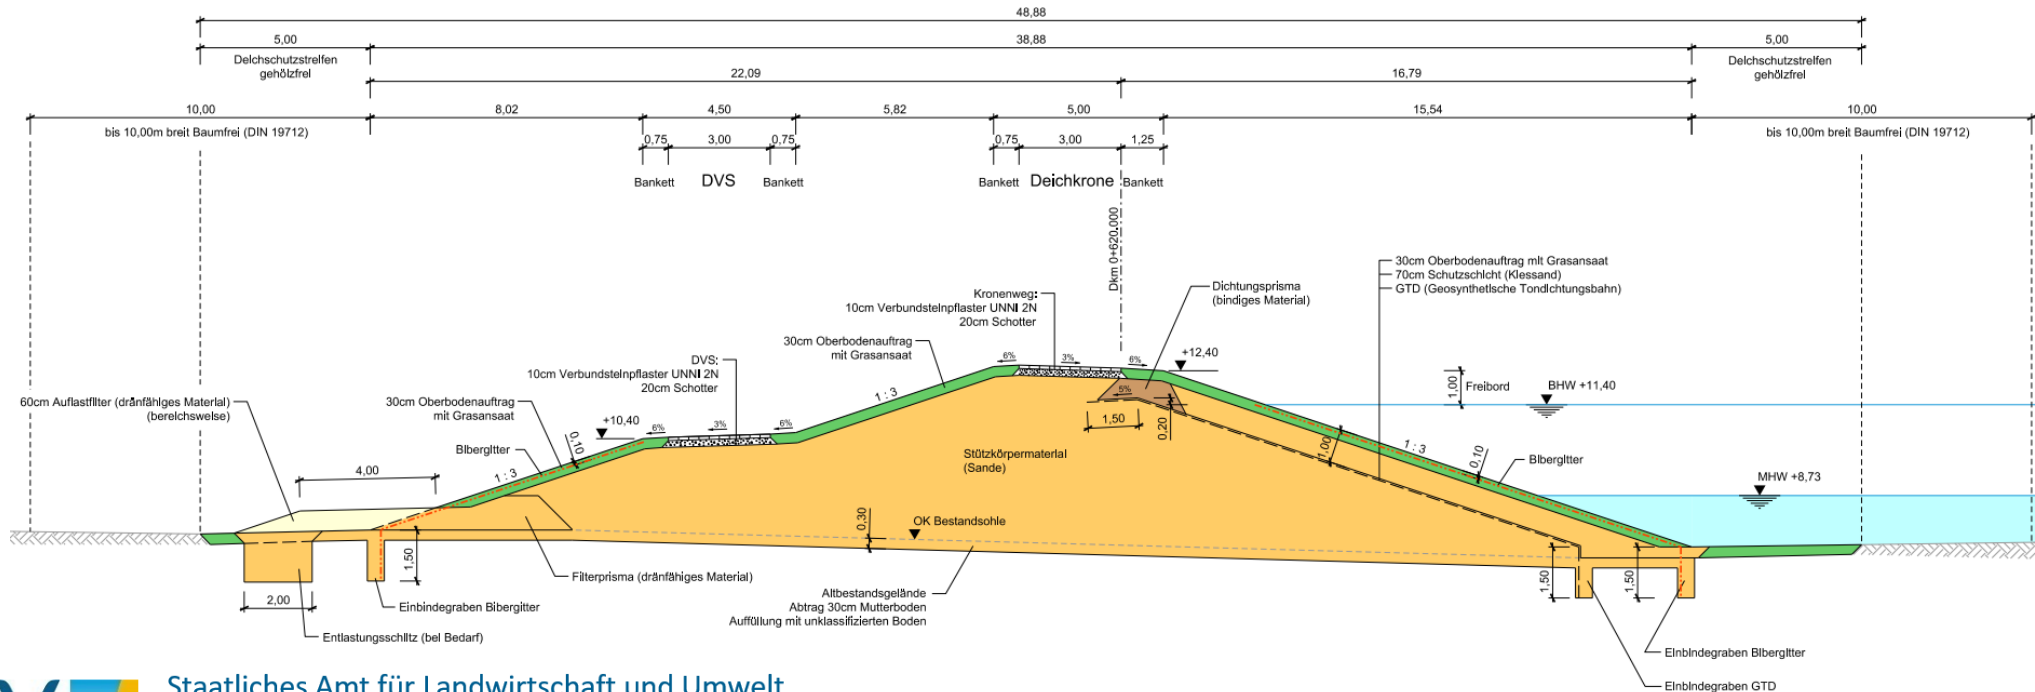 48,88
5,00
38,88
5,00
Deichschutzstreifen
gehölzfrei
Deichschutzstreifen
gehölzfrei
22,09
16,79
10,00
8,02
4,50
5,82
5,00
15,54
10,00
bis 10,00m breit Baumfrei (DIN 19712)
bis 10,00m breit Baumfrei (DIN 19712)
0,75
3,00
0,75
0,75
3,00
1,25
Bankett
DVS
Bankett
Bankett
Deichkrone
Bankett
Dkm 0+620.000
30cm Oberbodenauftrag mit Grasansaat
70cm Schutzschicht (Kiessand)
GTD (Geosynthetische Tondichtungsbahn)
Dichtungsprisma
(bindiges Material)
Kronenweg:
10cm Verbundsteinpflaster UNNI 2N
20cm Schotter
30cm Oberbodenauftrag
mit Grasansaat
DVS:
10cm Verbundsteinpflaster UNNI 2N
20cm Schotter
6%
3%
6%
+12,40
1,00
Freibord
BHW +11,40
60cm Auflastfilter (dränfähiges Material)
(bereichsweise)
30cm Oberbodenauftrag
mit Grasansaat
1 : 3
5%
1,50
0,20
+10,40
6%
3%
6%
0,10
Bibergitter
1 : 3
4,00
Stützkörpermaterial
(Sande)
1,00
1 : 3
0,10
Bibergitter
MHW +8,73
0,30
OK Bestandsohle
1,50
Filterprisma (dränfähiges Material)
1,50
1,50
2,00
Einbindegraben Bibergitter
Altbestandsgelände
Abtrag 30cm Mutterboden
Auffüllung mit unklassifizierten Boden
Entlastungsschlitz (bei Bedarf)
Einbindegraben Bibergitter
Einbindegraben GTD
Staatliches Amt für Landwirtschaft und Umwelt